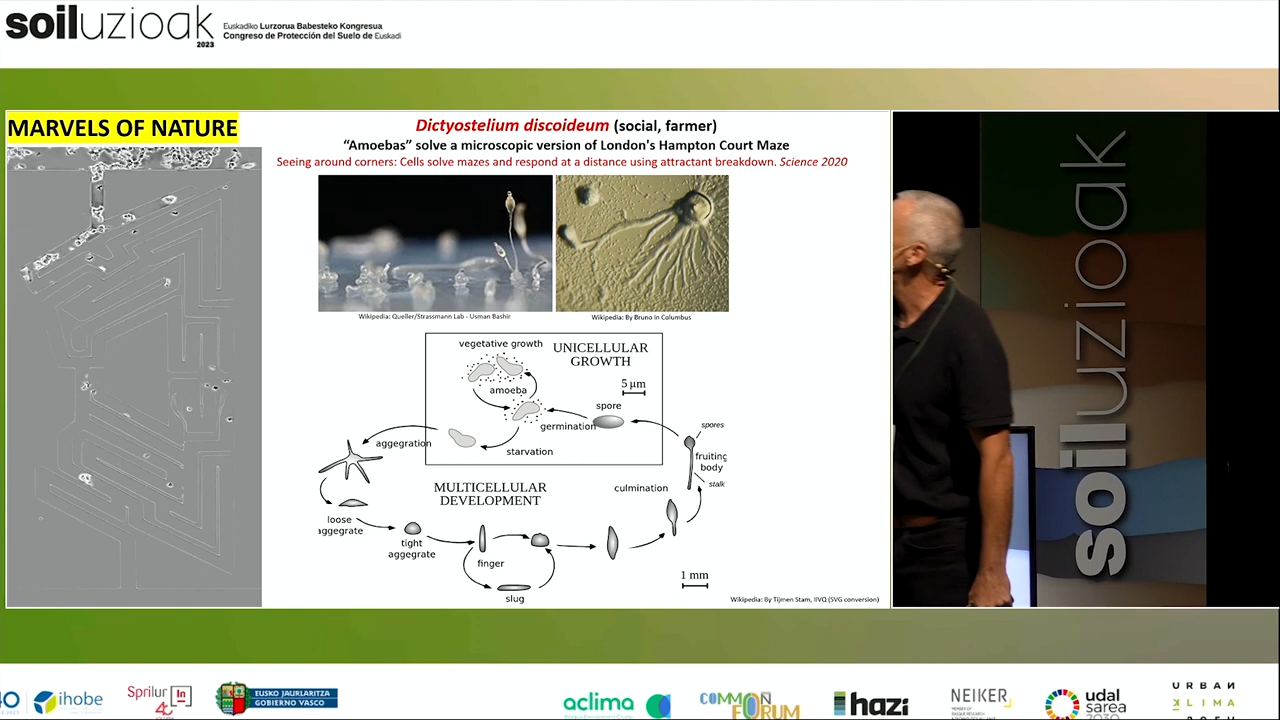 soiluzioak
2023
Euskadiko Lurzorua Babesteko Kongresua
Congreso de Protección del Suelo de Euskadi
MARVELS OF NATURE
Dictyostelium discoideum (social, farmer)
“Amoebas” solve a microscopic version of London's Hampton Court Maze
Seeing around corners: Cells solve mazes and respond at a distance using attractant breakdown. Science 2020
Wikipedia: Queller/Strassmann Lab - Usman Bashir
Wikipedia: By Bruno in Columbus
vegetative growth
UNICELLULAR
GROWTH
amoeba
5 µm
spore
germination
starvation
aggregation
spores
fruiting
body
stalk
MULTICELLULAR
DEVELOPMENT
culmination
loose
aggregate
tight
aggregate
finger
slug
1 mm
Wikipedia: By Tijmen Stam, IIVQ (SVG conversion)
soiluzioak
ihobe
Sprilur
EUSKO JAURLARITZA
GOBIERNO VASCO
aclima
COMMON
FORUM
hazi
NEIKER
udal
sarea
2030
URBAN
KLIMA